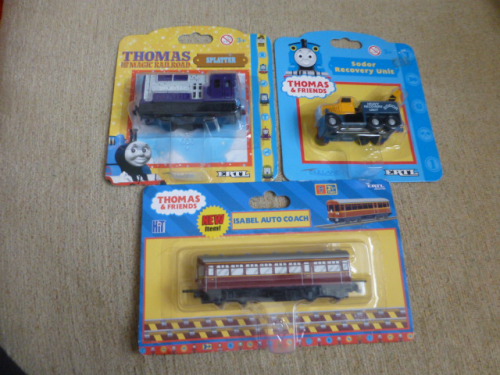 THOMAS
AND THE MAGIC RAILROAD
SPLATTER
ERTL
Sodor
Recovery Unit
THOMAS
& FRIENDS
ERTL
THOMAS
& FRIENDS
NEW
items!
ISABEL AUTO COACH
ERTL